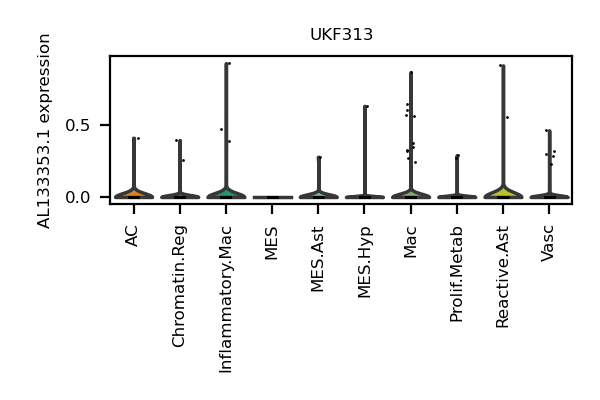 UKF313
AL133353.1 expression
0.5
0.0
AC
Chromatin.Reg
Inflammatory.Mac
MES
MES.Ast
MES.Hyp
Mac
Prolif.Metab
Reactive.Ast
Vasc